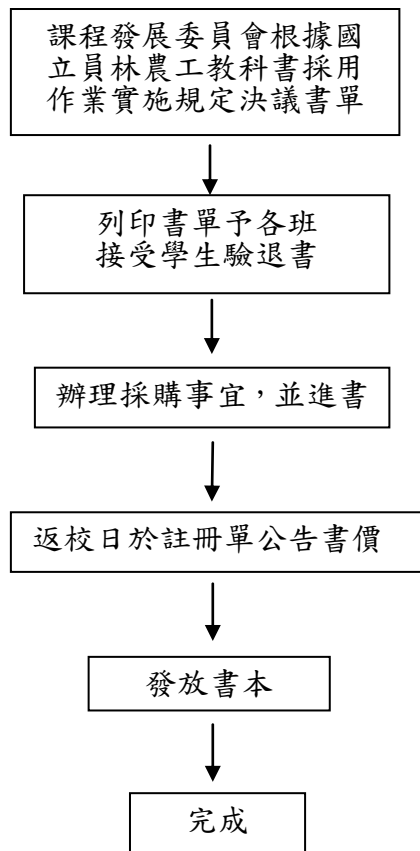 課程發展委員會根據國
立員林農工教科書採用
作業實施規定決議書單
列印書單予各班
接受學生驗退書
辦理採購事宜，並進書
返校日於註冊單公告書價
發放書本
完成